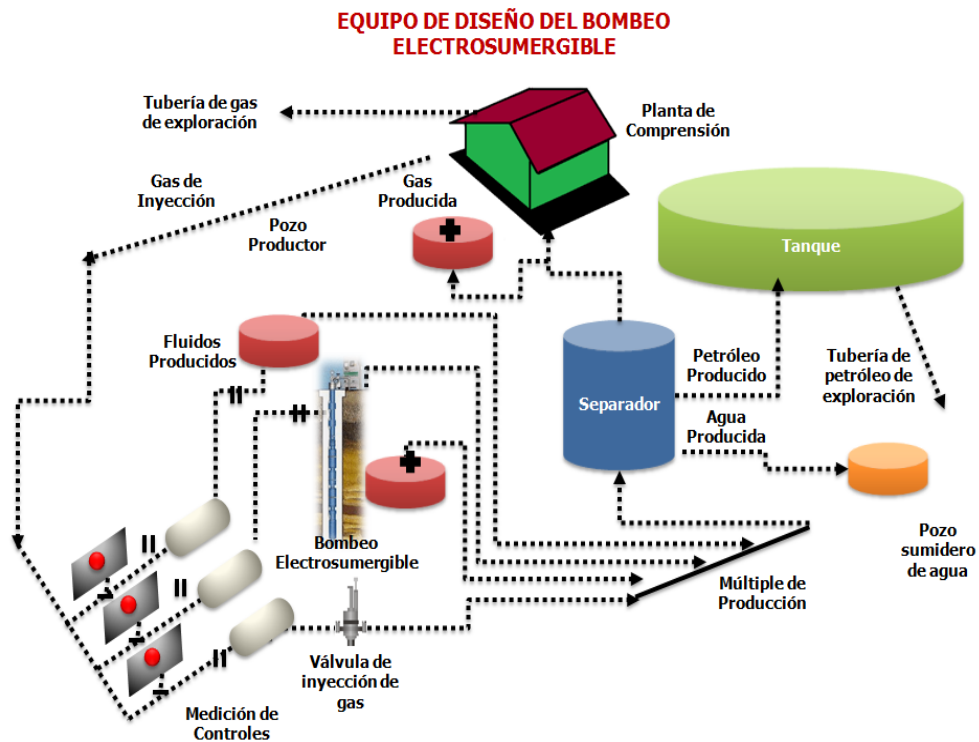 EQUIPO DE DISEÑO DEL BOMBEO
ELECTROSUMERGIBLE
Tubería de gas
de exploración
Planta de
Comprensión
Gas de
Inyección
Gas
Producida
Pozo
Productor
Tanque
Fluidos
Producidos
Separador
Petróleo
Producido
Tubería de
petróleo de
exploración
Agua
Producida
Bombeo
Electrosumergible
Pozo
sumidero
de agua
Múltiple de
Producción
Válvula de
inyección de
gas
Medición de
Controles